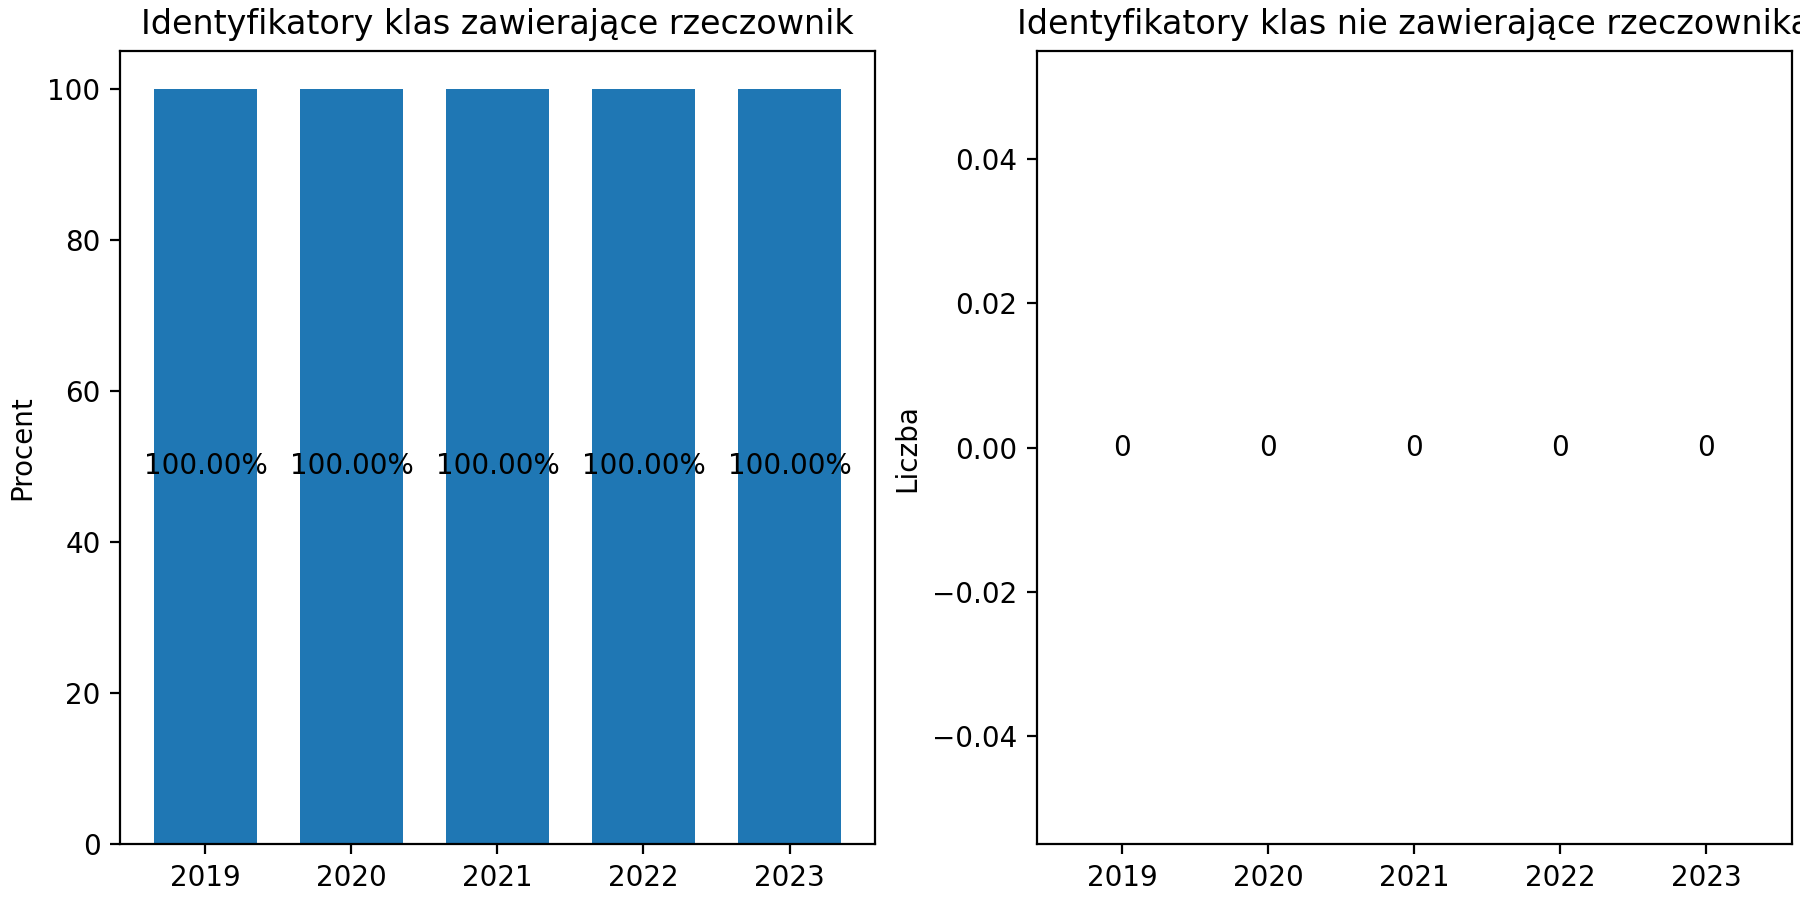 Identyfikatory klas zawierające rzeczownik
Procent
100
80
60
40
20
0
100.00% 100.00% 100.00% 100.00% 100.00%
2019 2020 2021 2022 2023
Identyfikatory klas nie zawierające rzeczownika
Liczba
0.04
0.02
0.00
−0.02
−0.04
0 0 0 0 0
2019 2020 2021 2022 2023